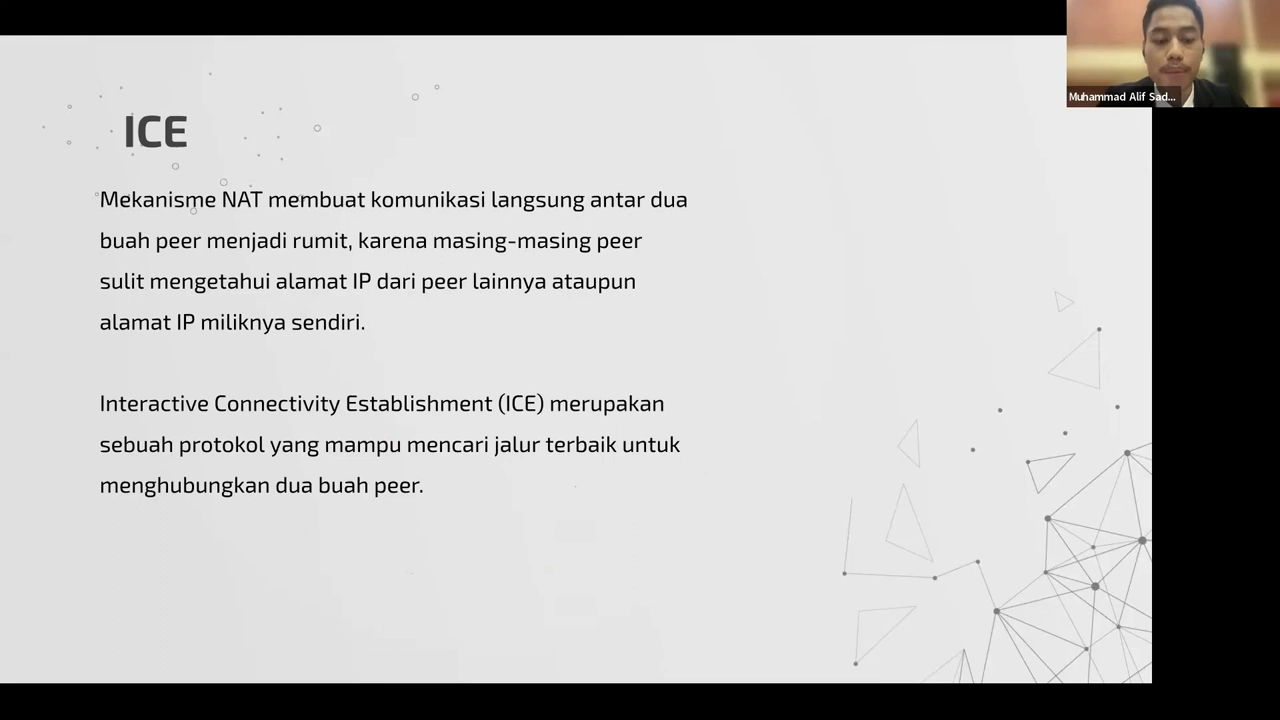 ICE
Mekanisme NAT membuat komunikasi langsung antar dua
buah peer menjadi rumit, karena masing-masing peer
sulit mengetahui alamat IP dari peer lainnya ataupun
alamat IP miliknya sendiri.
Interactive Connectivity Establishment (ICE) merupakan
sebuah protokol yang mampu mencari jalur terbaik untuk
menghubungkan dua buah peer.
Muhammad Alif Sad...